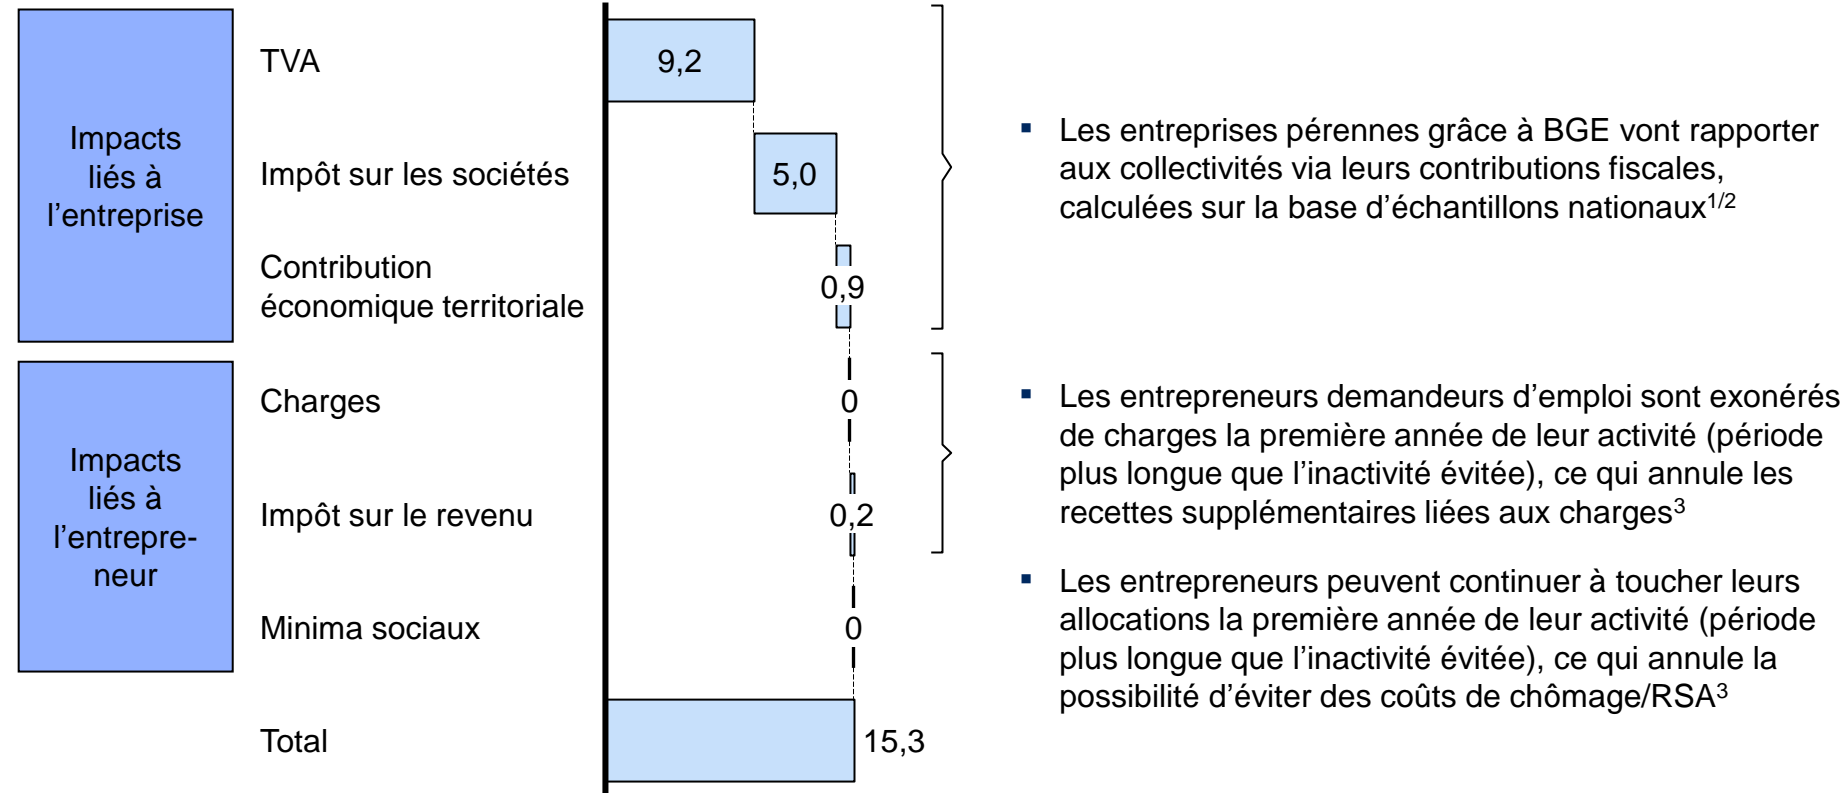 Impacts
liés à
l’entreprise
TVA
9,2
Impôt sur les sociétés
5,0
Contribution
économique territoriale
0,9
▪ Les entreprises pérennes grâce à BGE vont rapporter
aux collectivités via leurs contributions fiscales,
calculées sur la base d’échantillons nationaux1/2
Impacts
liés à
l’entrepre-
neur
Charges
0
Impôt sur le revenu
0,2
Minima sociaux
0
▪ Les entrepreneurs demandeurs d’emploi sont exonérés
de charges la première année de leur activité (période
plus longue que l’inactivité évitée), ce qui annule les
recettes supplémentaires liées aux charges3
▪ Les entrepreneurs peuvent continuer à toucher leurs
allocations la première année de leur activité (période
plus longue que l’inactivité évitée), ce qui annule la
possibilité d’éviter des coûts de chômage/RSA3
Total
15,3